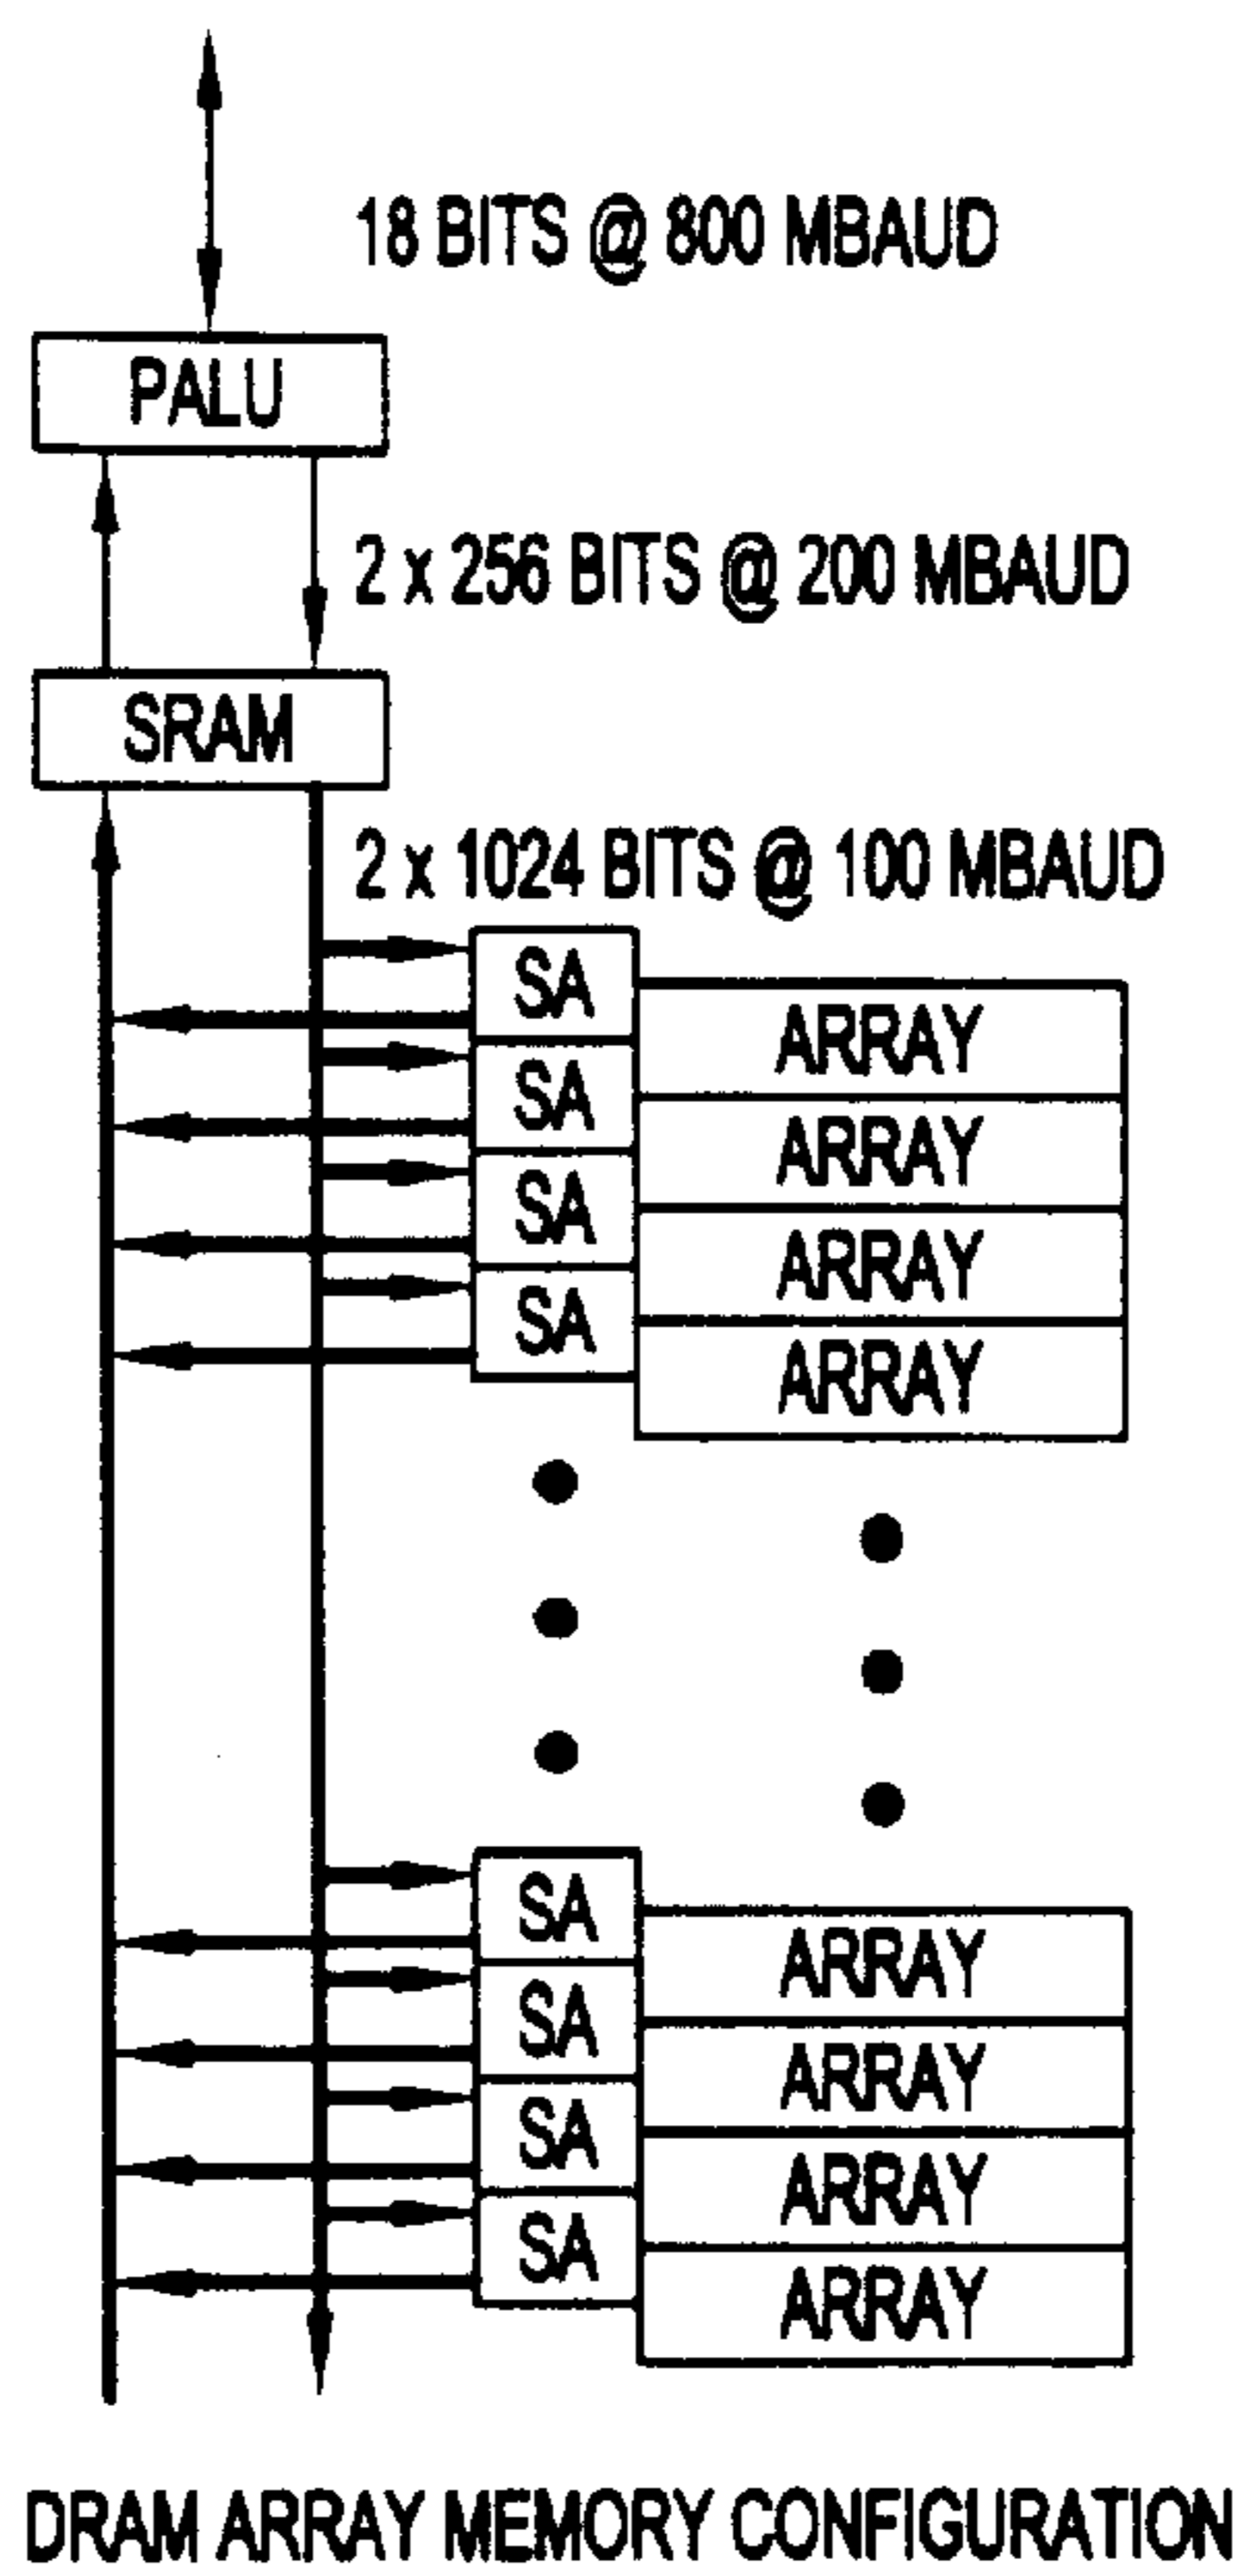 18 BITS @ 800 MBAUD
PALU
2 x 256 BITS @ 200 MBAUD
SRAM
2 x 1024 BITS @ 100 MBAUD
SA
ARRAY
SA
ARRAY
SA
ARRAY
SA
ARRAY
SA
ARRAY
SA
ARRAY
SA
ARRAY
SA
ARRAY
DRAM ARRAY MEMORY CONFIGURATION